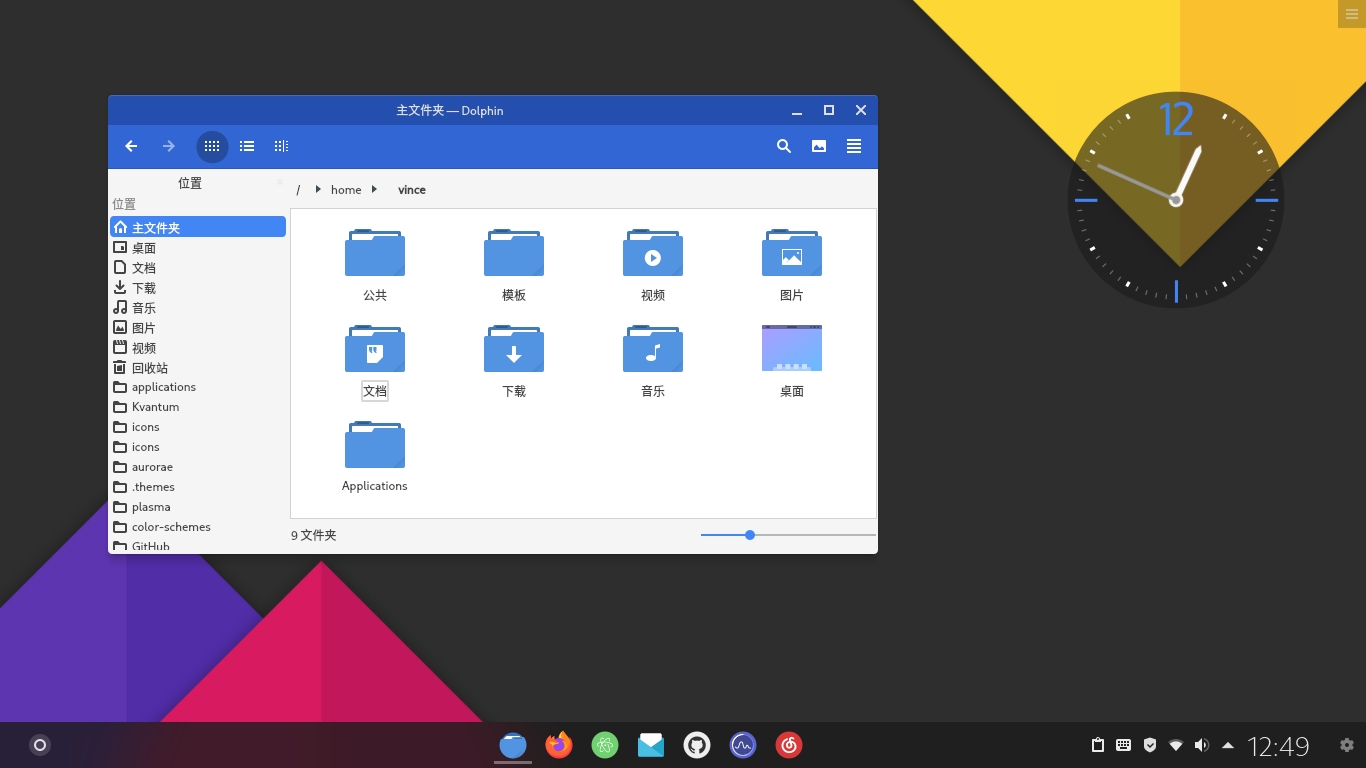 主文件夹 — Dolphin
位置
位置
主文件夹
桌面
文档
下载
音乐
图片
视频
回收站
applications
Kvantum
icons
icons
aurorae
.themes
plasma
color-schemes
GitHub
/ home vince
公共 模板 视频 图片
文档 下载 音乐 桌面
Applications
9 文件夹
12
12:49